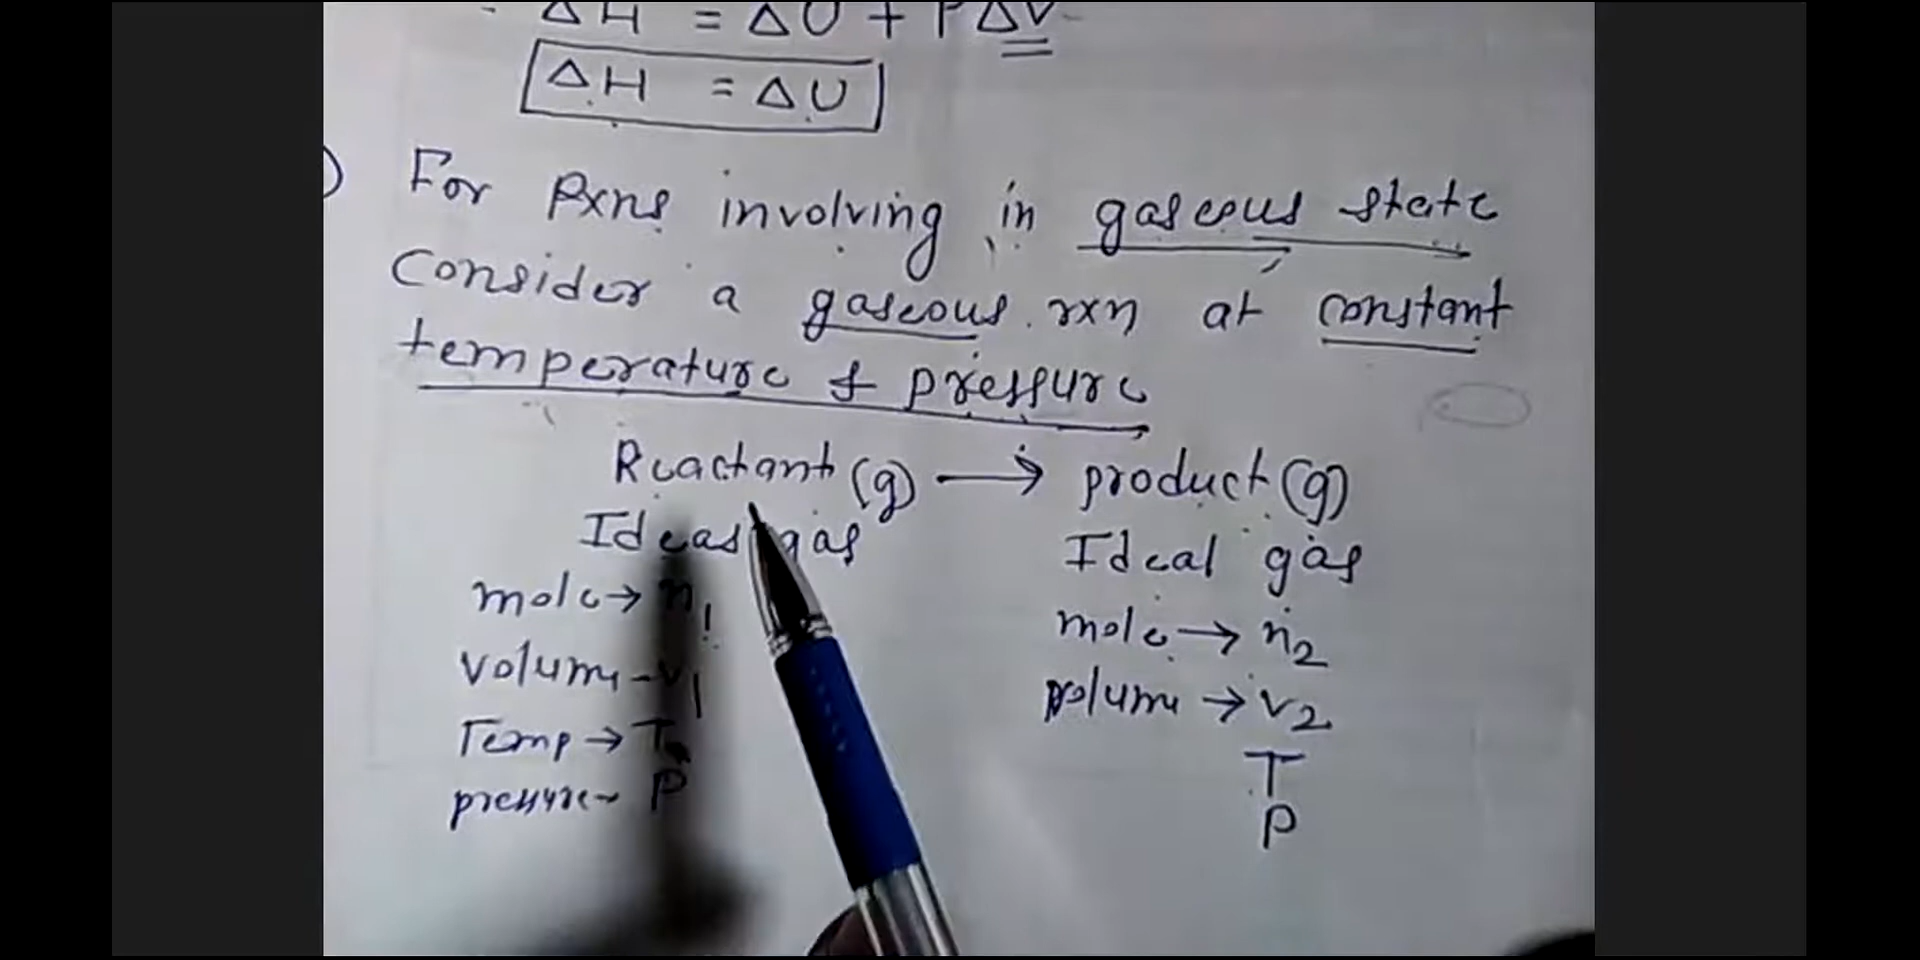 ΔH = ΔU + PΔV
ΔH = ΔU
) For Rxns involving in gaseous state
Consider a gaseous rxn at constant
temperature & pressure
Reactant (g) → product (g)
Ideal gas
mole → n1
volume - v1
Temp → T
pressure - P
Ideal gas
mole → n2
volume → v2
T
P